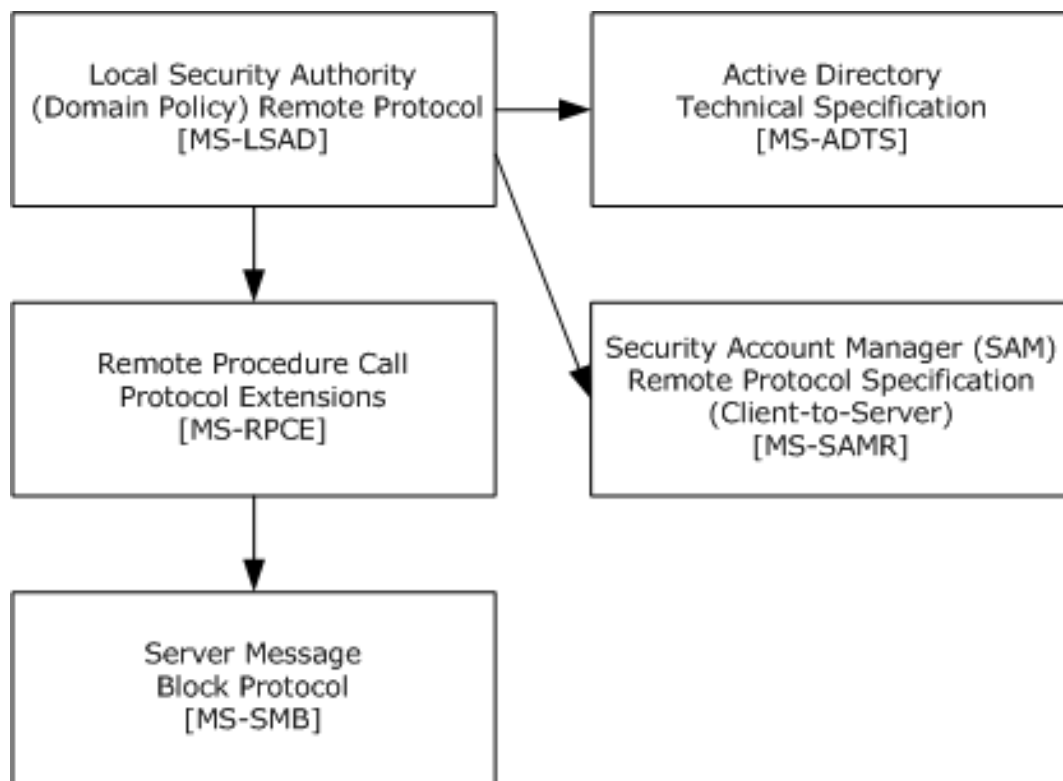 Local Security Authority
(Domain Policy) Remote Protocol
[MS-LSAD]
Active Directory
Technical Specification
[MS-ADTS]
Remote Procedure Call
Protocol Extensions
[MS-RPCE]
Security Account Manager (SAM)
Remote Protocol Specification
(Client-to-Server)
[MS-SAMR]
Server Message
Block Protocol
[MS-SMB]